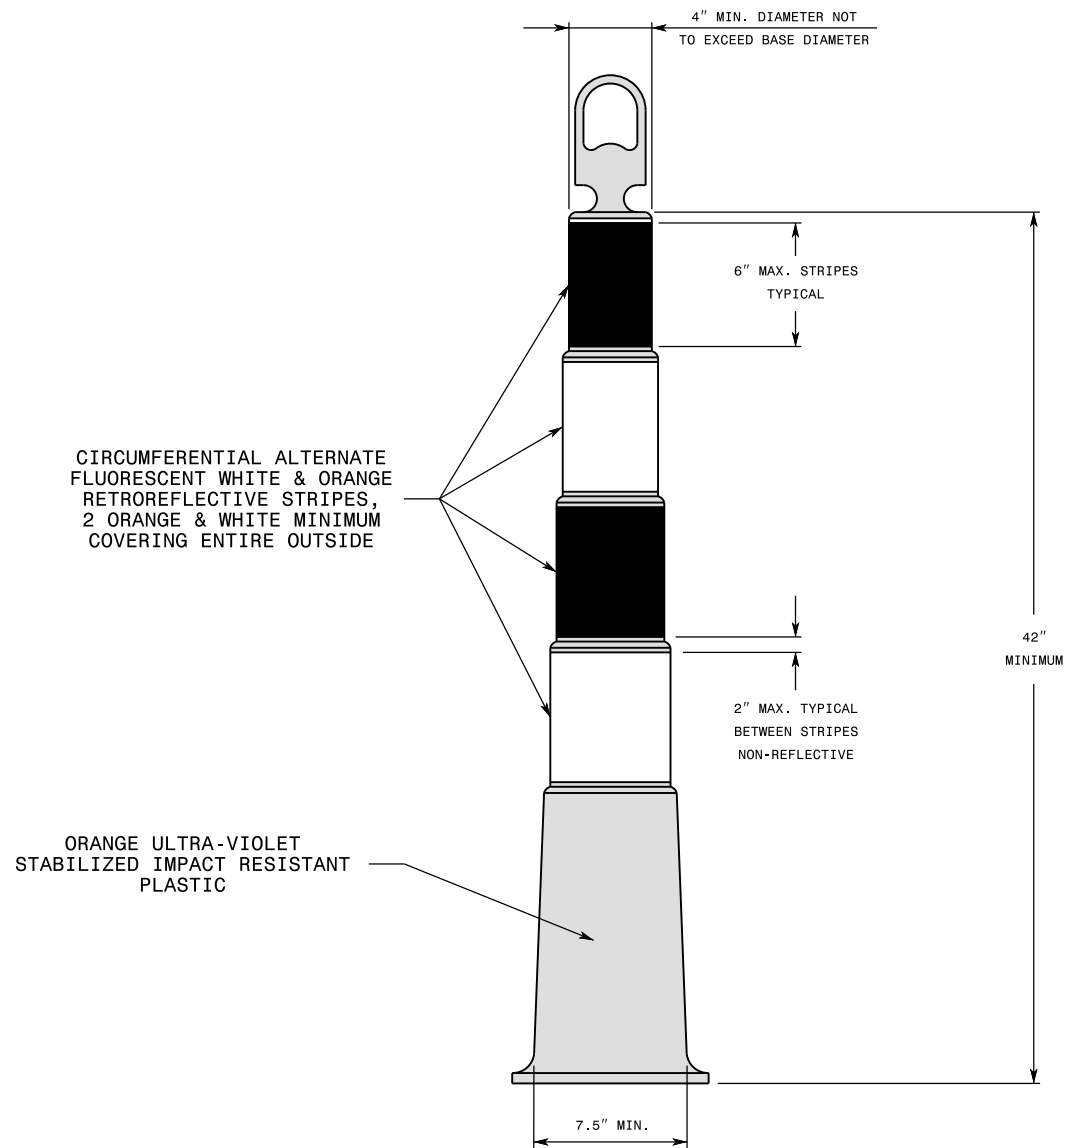 4" MIN. DIAMETER NOT
TO EXCEED BASE DIAMETER
6" MAX. STRIPES
TYPICAL
CIRCUMFERENTIAL ALTERNATE
FLUORESCENT WHITE & ORANGE
RETROREFLECTIVE STRIPES,
2 ORANGE & WHITE MINIMUM
COVERING ENTIRE OUTSIDE
42"
MINIMUM
2" MAX. TYPICAL
BETWEEN STRIPES
NON-REFLECTIVE
ORANGE ULTRA-VIOLET
STABILIZED IMPACT RESISTANT
PLASTIC
7.5" MIN.